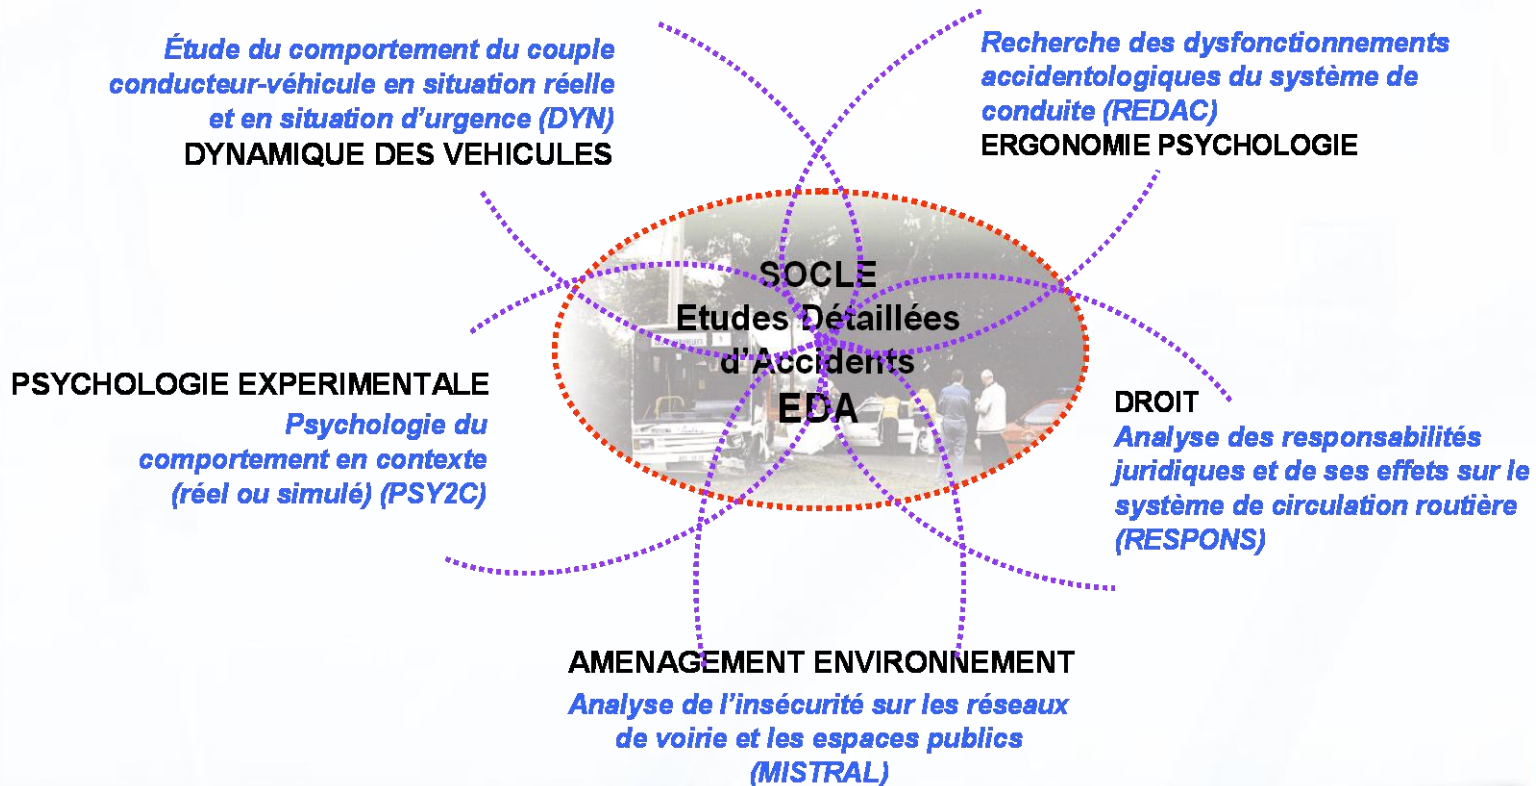 Étude du comportement du couple
conducteur-véhicule en situation réelle
et en situation d'urgence (DYN)
DYNAMIQUE DES VEHICULES
Recherche des dysfonctionnements
accidentologiques du système de
conduite (REDAC)
ERGONOMIE PSYCHOLOGIE
SOCLE
Etudes Détaillées
d'Accidents
EDA
PSYCHOLOGIE EXPERIMENTALE
Psychologie du
comportement en contexte
(réel ou simulé) (PSY2C)
DROIT
Analyse des responsabilités
juridiques et de ses effets sur le
système de circulation routière
(RESPONS)
AMENAGEMENT ENVIRONNEMENT
Analyse de l'insécurité sur les réseaux
de voirie et les espaces publics
(MISTRAL)